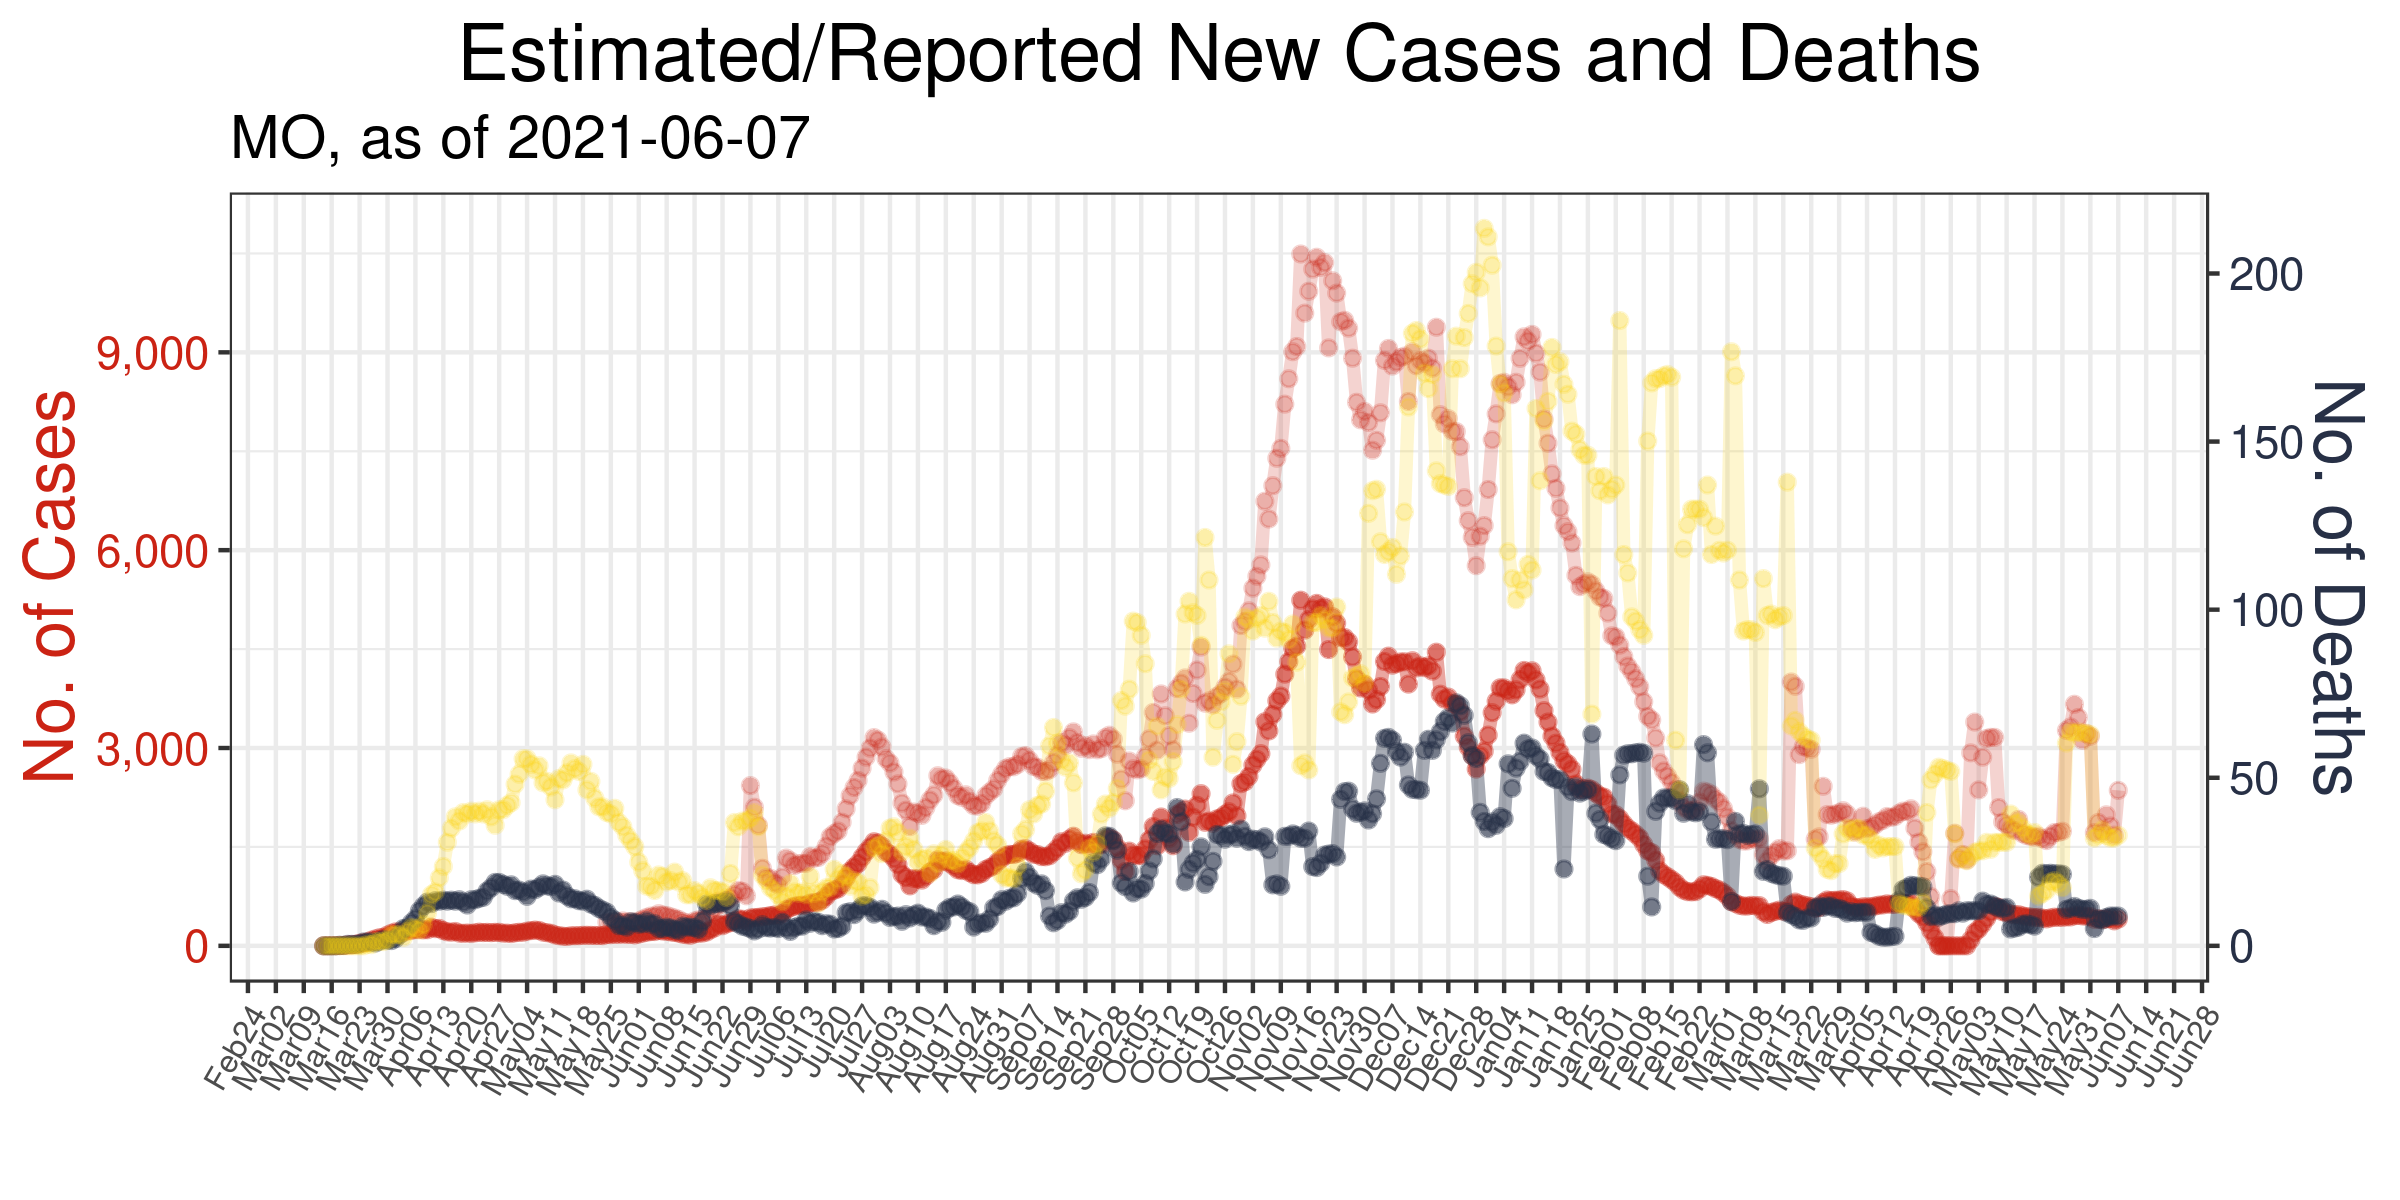 Estimated/Reported New Cases and Deaths
MO, as of 2021-06-07
No. of Cases
9,000
6,000
3,000
0
200
150
100
50
0
No. of Deaths
Feb24
Mar02
Mar09
Mar16
Mar23
Mar30
Apr06
Apr13
Apr20
Apr27
May04
May11
May18
May25
Jun01
Jun08
Jun15
Jun22
Jun29
Jul06
Jul13
Jul20
Jul27
Aug03
Aug10
Aug17
Aug24
Aug31
Sep07
Sep14
Sep21
Sep28
Oct05
Oct12
Oct19
Oct26
Nov02
Nov09
Nov16
Nov23
Nov30
Dec07
Dec14
Dec21
Dec28
Jan04
Jan11
Jan18
Jan25
Feb01
Feb08
Feb15
Feb22
Mar01
Mar08
Mar15
Mar22
Mar29
Apr05
Apr12
Apr19
Apr26
May03
May10
May17
May24
May31
Jun07
Jun14
Jun21
Jun28